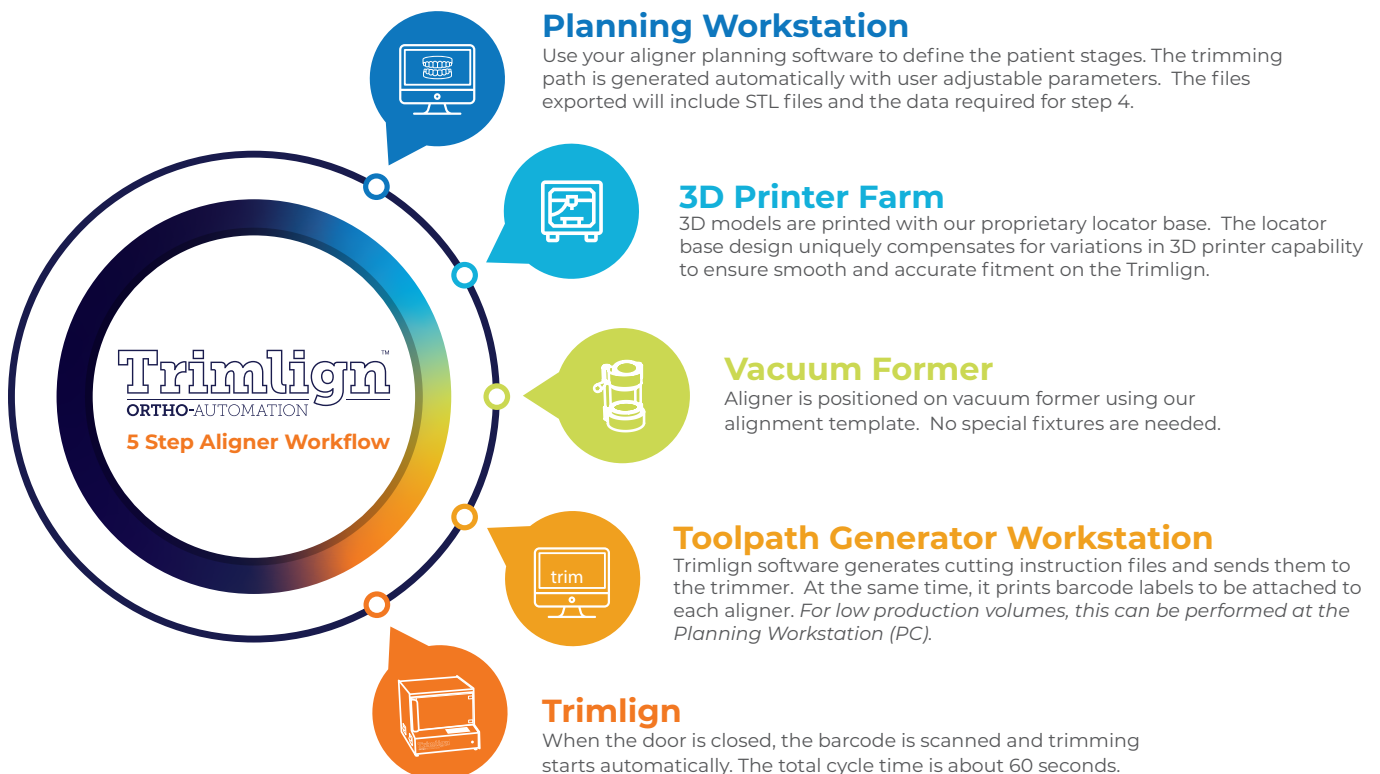 Planning Workstation
Use your aligner planning software to define the patient stages. The trimming
path is generated automatically with user adjustable parameters.  The files
exported will include STL files and the data required for step 4.
3D Printer Farm
3D models are printed with our proprietary locator base.  The locator
base design uniquely compensates for variations in 3D printer capability
to ensure smooth and accurate fitment on the Trimlign.
Trimlign™
ORTHO-AUTOMATION
5 Step Aligner Workflow
Vacuum Former
Aligner is positioned on vacuum former using our
alignment template.  No special fixtures are needed.
trim
Toolpath Generator Workstation
Trimlign software generates cutting instruction files and sends them to
the trimmer.  At the same time, it prints barcode labels to be attached to
each aligner. For low production volumes, this can be performed at the
Planning Workstation (PC).
Trimlign
When the door is closed, the barcode is scanned and trimming
starts automatically. The total cycle time is about 60 seconds.